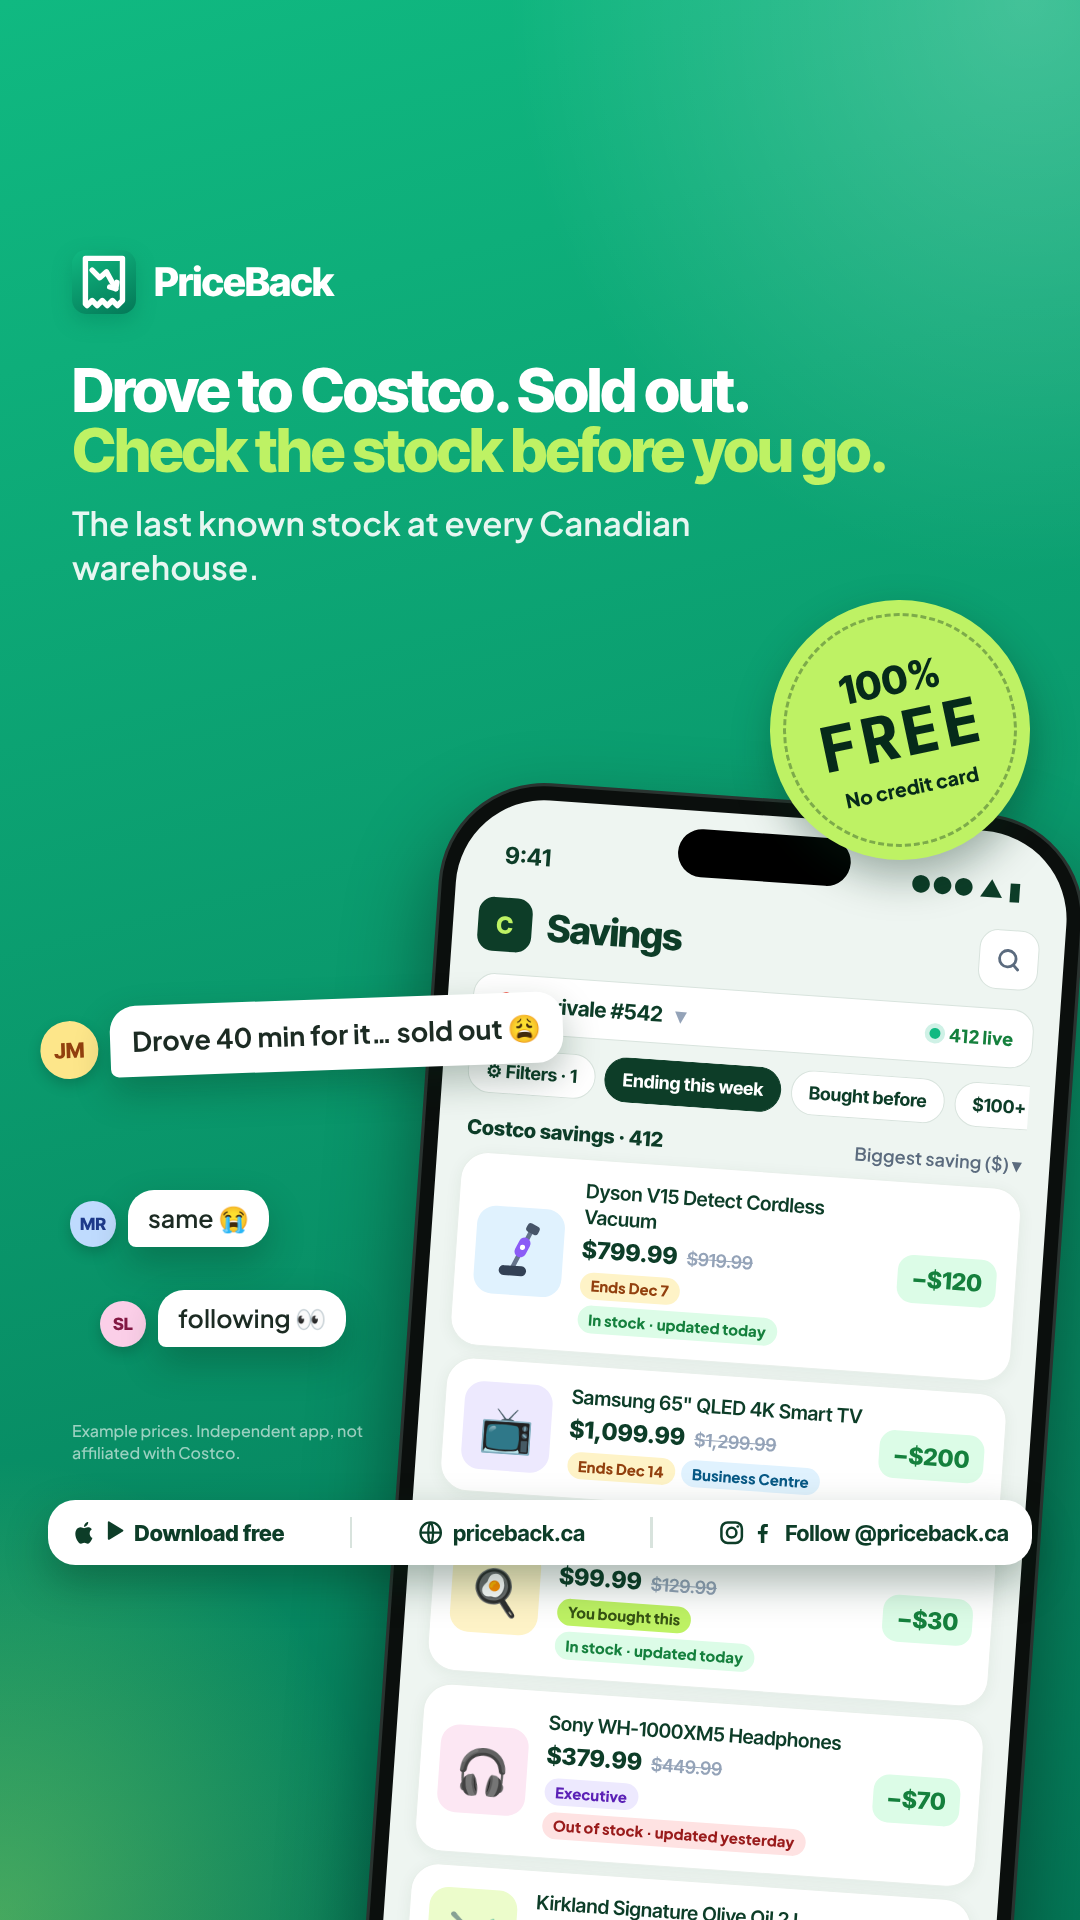 PriceBack
Drove to Costco. Sold out.
Check the stock before you go.
The last known stock at every Canadian
warehouse.
100%
FREE
No credit card
9:41
C
Savings
rivale #542 ▼
412 live
JM
Drove 40 min for it... sold out 😩
⚙ Filters · 1
Ending this week
Bought before
$100+
Costco savings · 412
Biggest saving ($) ▾
Dyson V15 Detect Cordless
Vacuum
$799.99 $919.99
−$120
Ends Dec 7
In stock · updated today
MR
same 😭
SL
following 👀
Samsung 65" QLED 4K Smart TV
$1,099.99 $1,299.99
−$200
Ends Dec 14
Business Centre
Example prices. Independent app, not
affiliated with Costco.
Download free
priceback.ca
Follow @priceback.ca
$99.99 $129.99
−$30
You bought this
In stock · updated today
Sony WH-1000XM5 Headphones
$379.99 $449.99
−$70
Executive
Out of stock · updated yesterday
Kirkland Signature Olive Oil 2 L